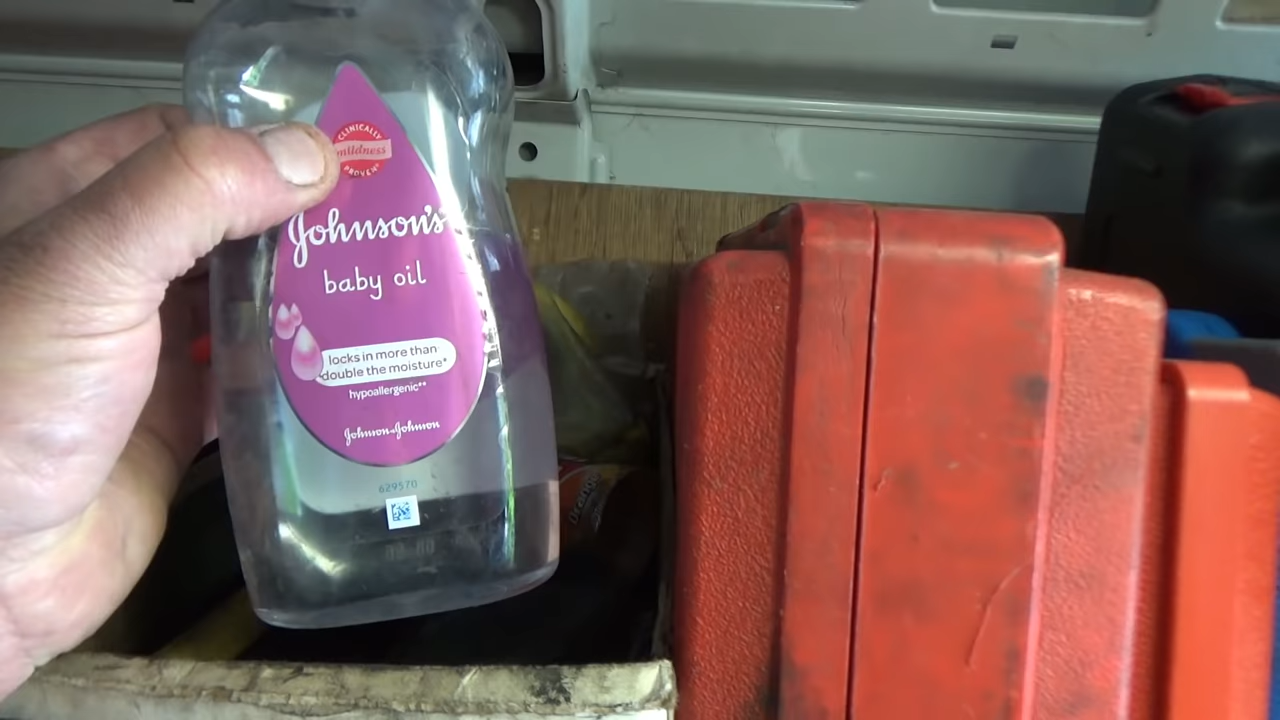 CLINICALLY
mildness
PROVEN
Johnson's
baby oil
locks in more than
double the moisture*
hypoallergenic**
Johnson & Johnson
629570